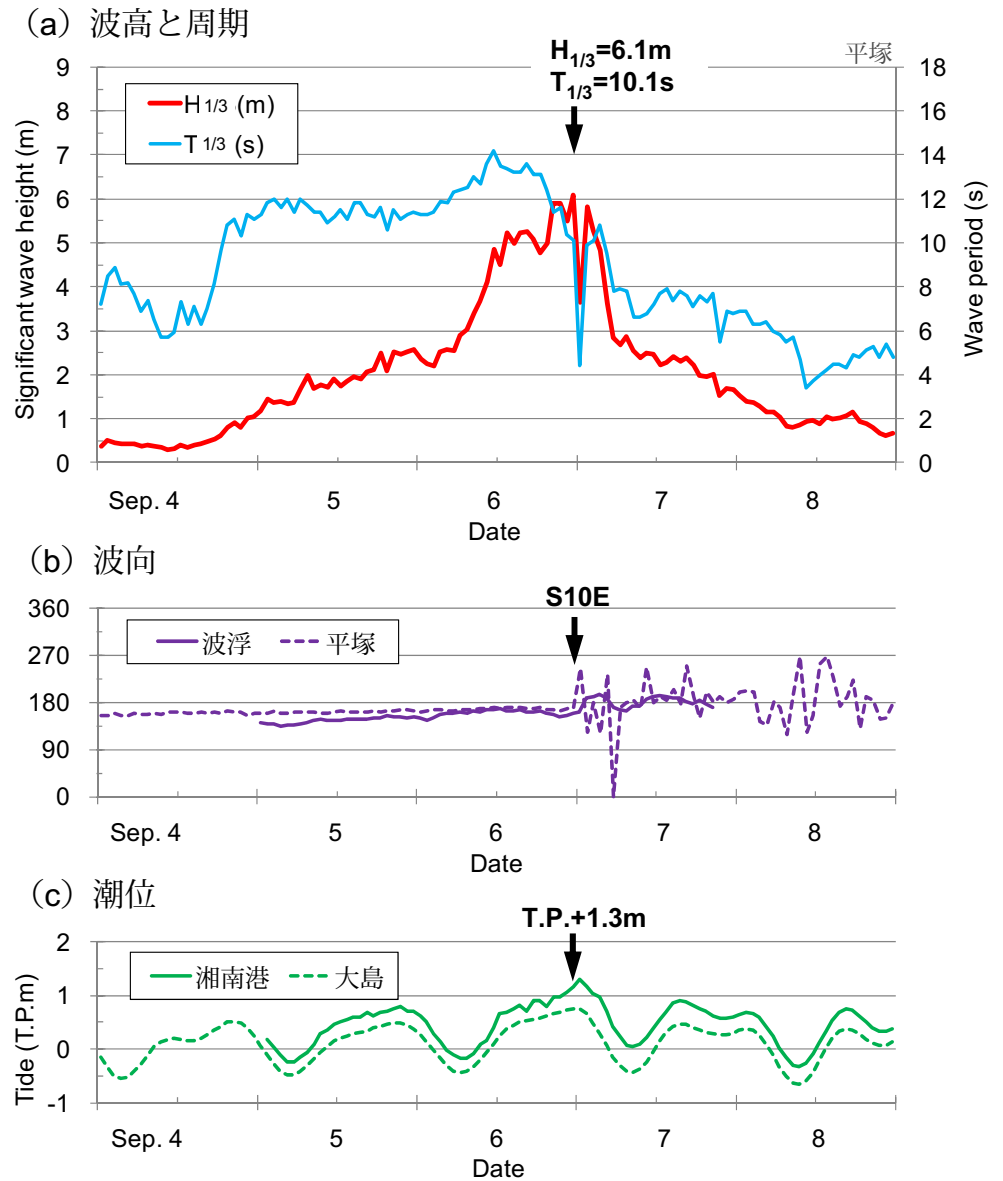 （a）波高と周期
H1/3=6.1m
T1/3=10.1s
平塚
H 1/3 (m)
T 1/3 (s)
Significant wave height (m)
9
8
7
6
5
4
3
2
1
0
Wave period (s)
18
16
14
12
10
8
6
4
2
0
Sep. 4 5 6 7 8
Date
（b）波向
S10E
波浮 平塚
360
270
180
90
0
Sep. 4 5 6 7 8
Date
（c）潮位
T.P.+1.3m
湘南港 大島
Tide (T.P.m)
2
1
0
-1
Sep. 4 5 6 7 8
Date